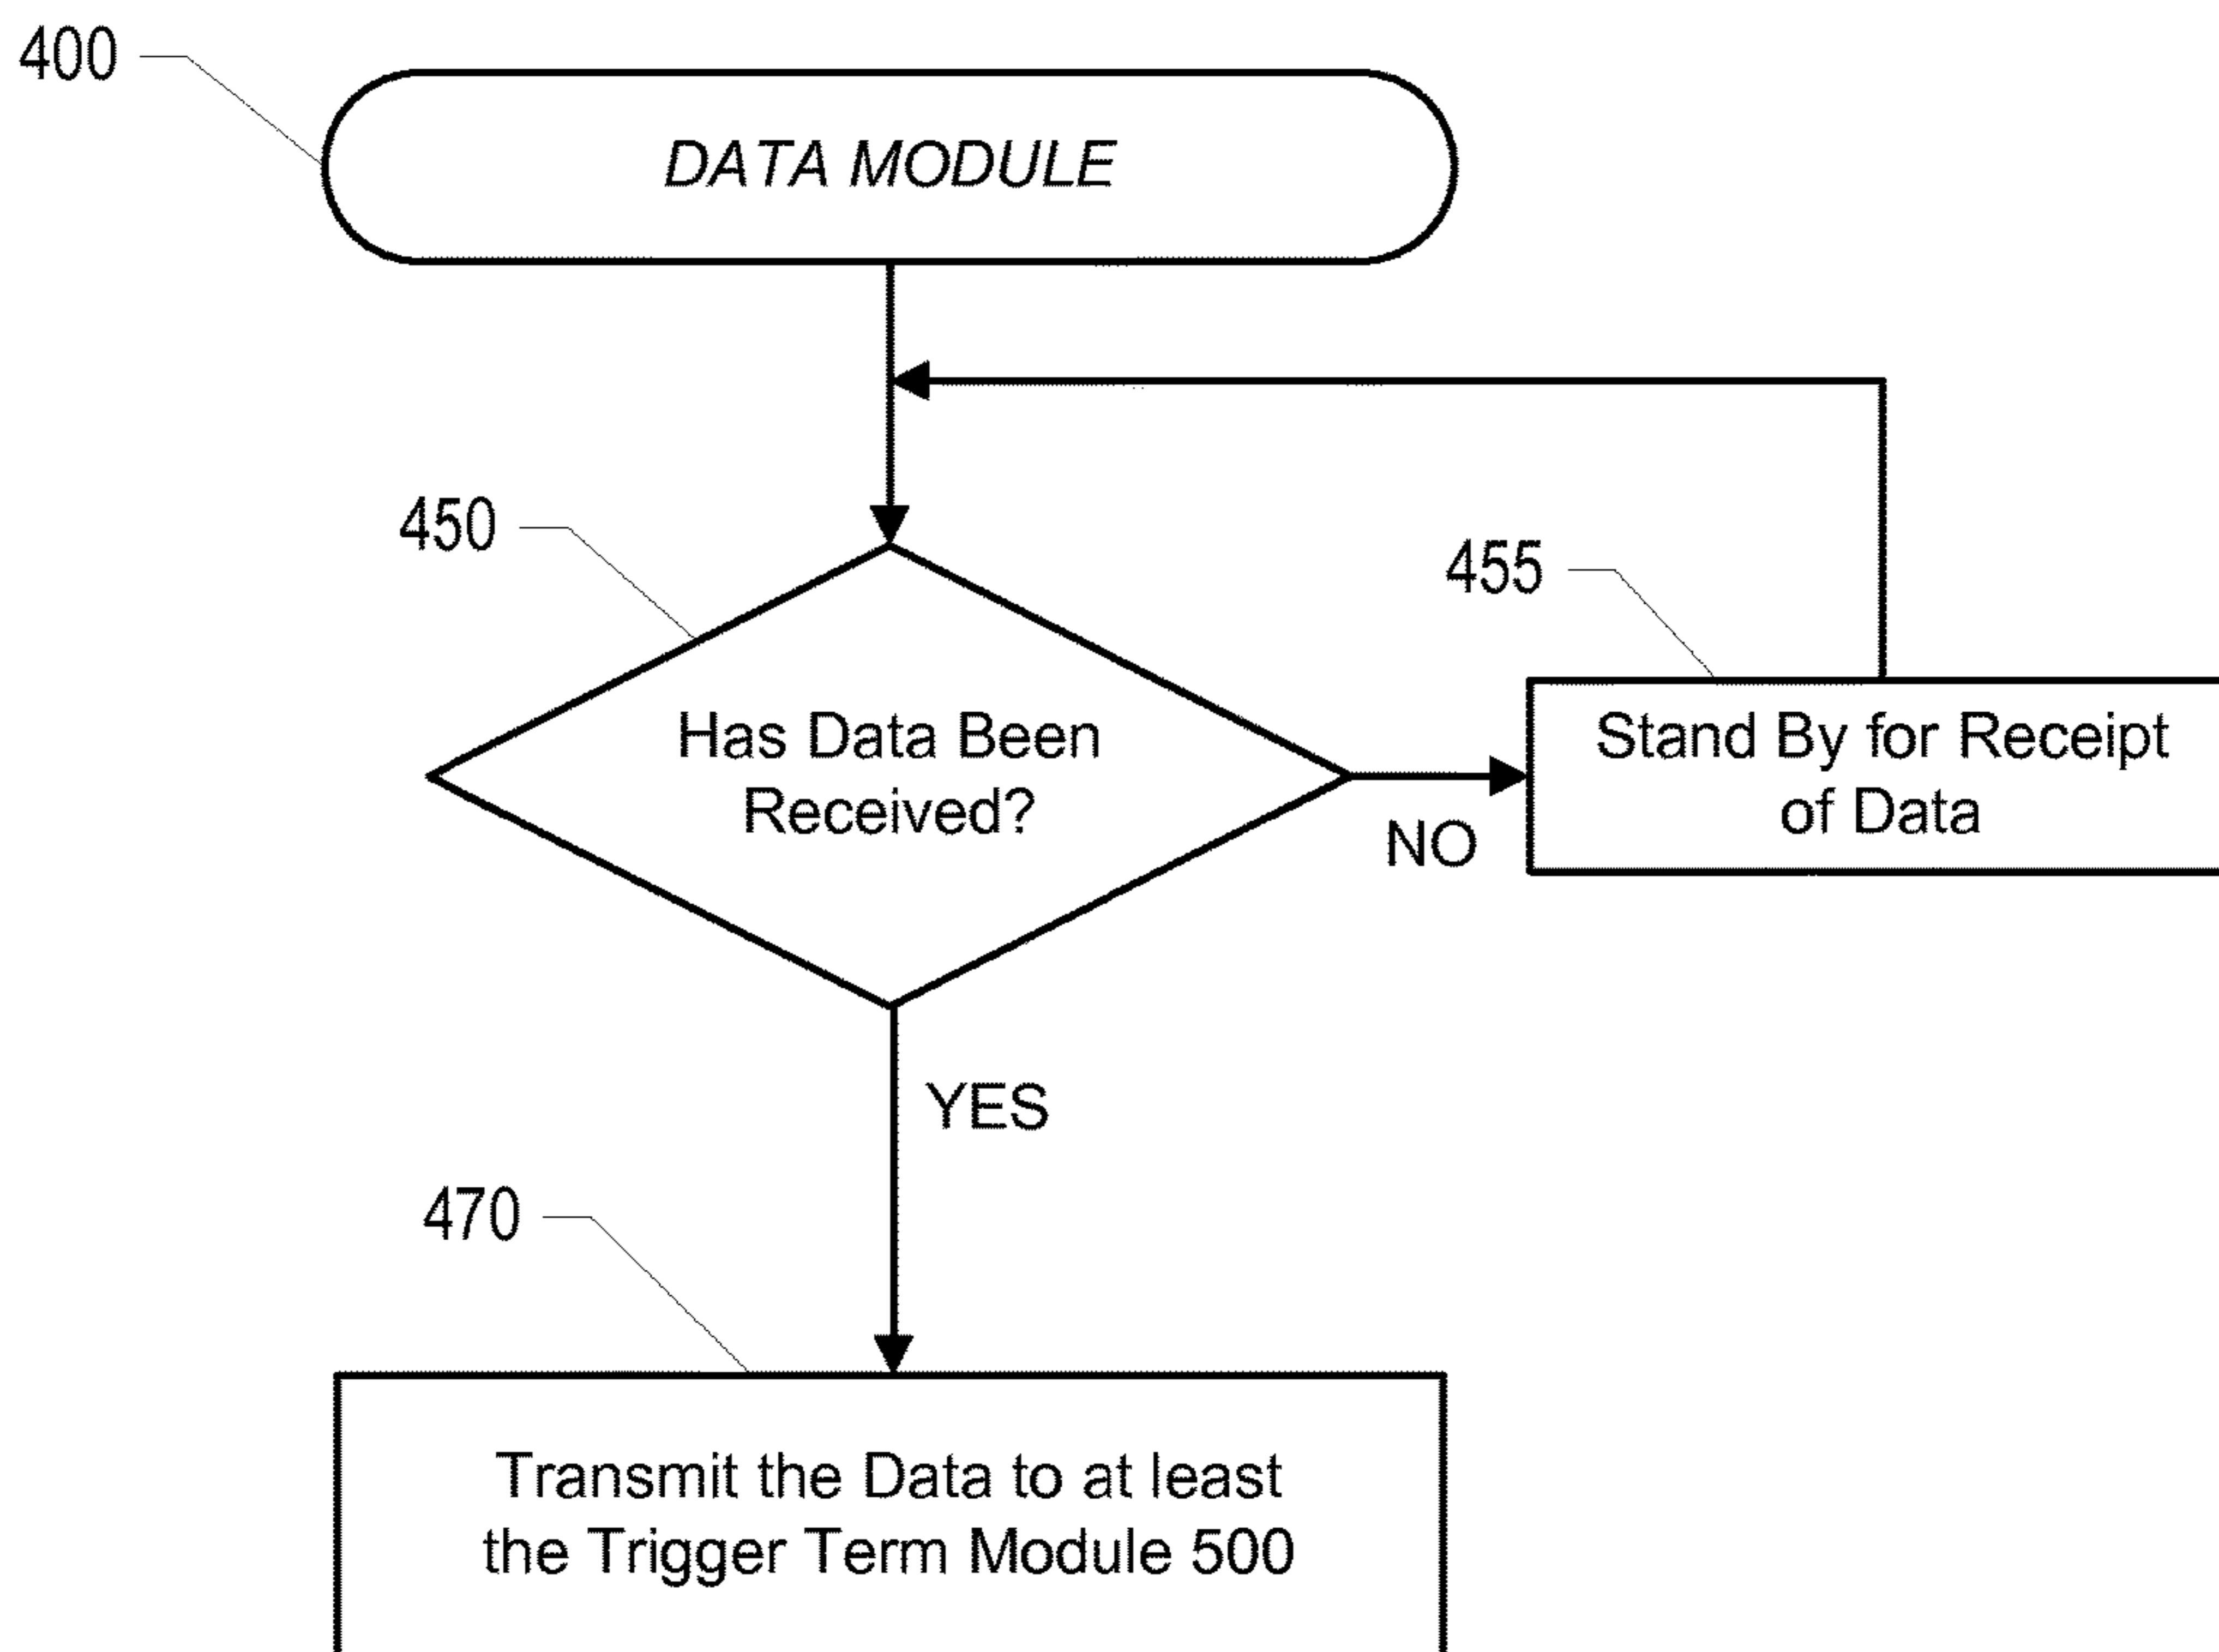 400
DATA MODULE
450
455
Has Data Been
Received?
Stand By for Receipt
of Data
NO
YES
470
Transmit the Data to at least
the Trigger Term Module 500